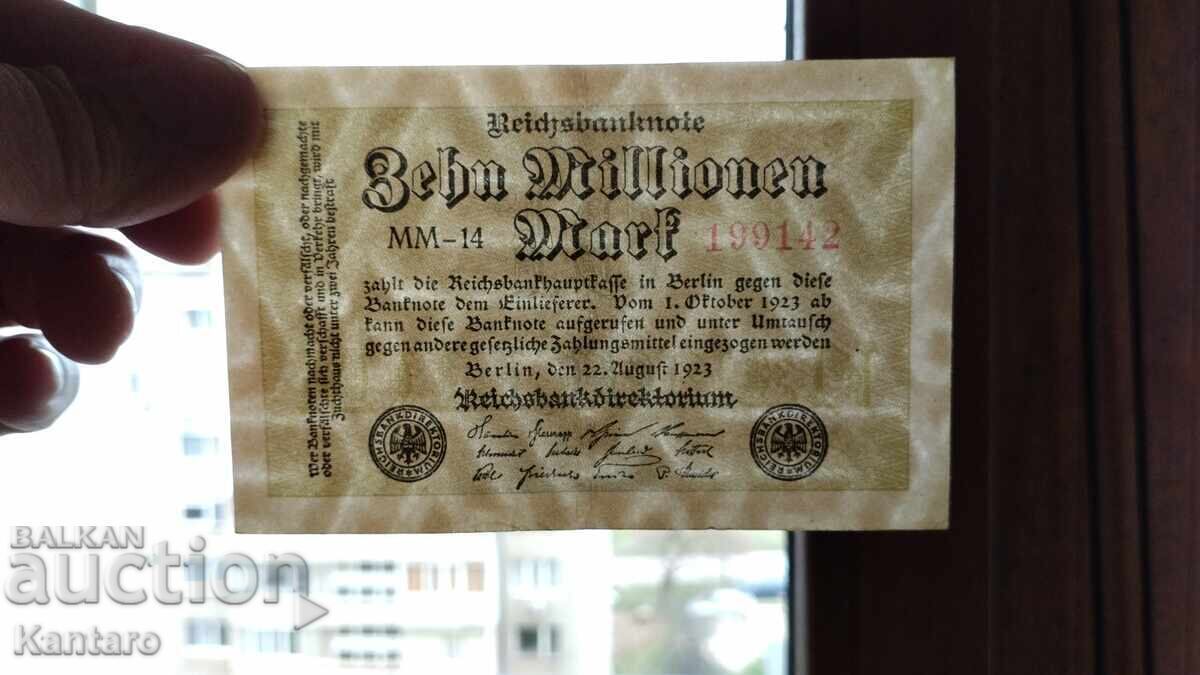 Reichsbanknote
Zehn Millionen
Mark
MM-14
199142
zahlt die Reichsbankhauptkasse in Berlin gegen diese
Banknote dem Einlieferer. Vom 1. Oktober 1923 ab
kann diese Banknote aufgerufen und unter Umtausch
gegen andere gesetzliche Zahlungsmittel eingezogen werden
Berlin, den 22. August 1923
Reichsbankdirektorium
REICHSBANKDIREKTORIUM
REICHSBANKDIREKTORIUM
Wer Banknoten nachmacht oder verfälscht, oder nachgemachte
oder verfälschte sich verschafft und in Verkehr bringt, wird mit
Zuchthaus nicht unter zwei Jahren bestraft
BALKAN
auction
Kantaro